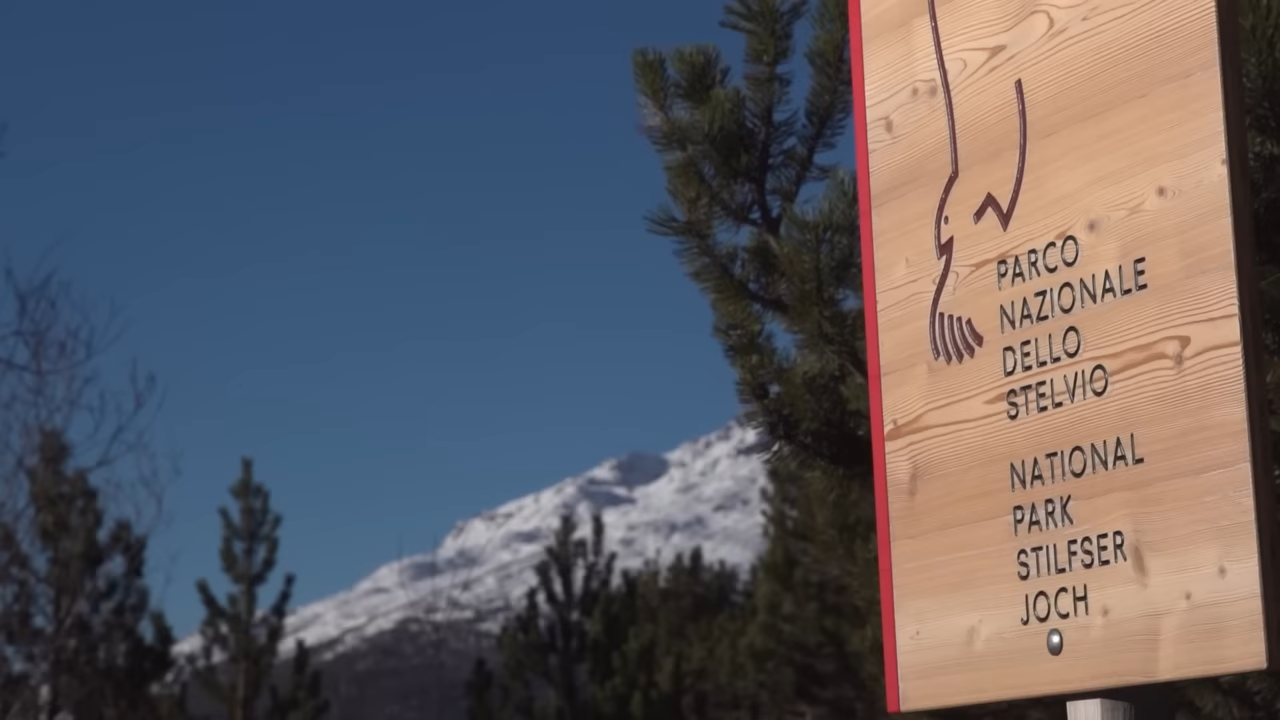 PARCO
NAZIONALE
DELLO
STELVIO
NATIONAL
PARK
STILFSER
JOCH